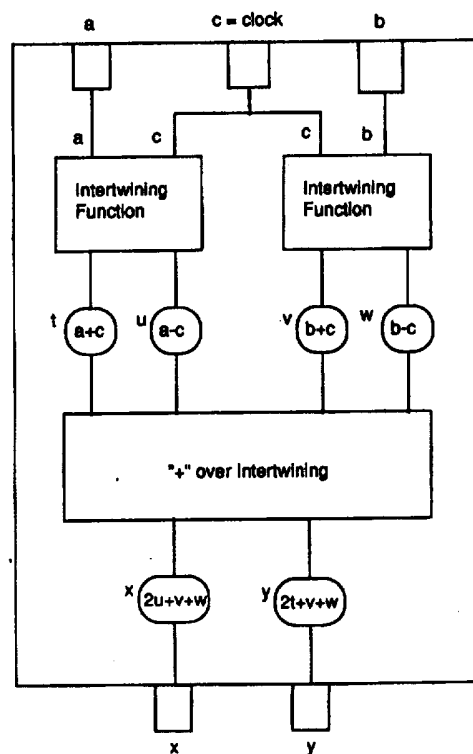 a
c = clock
b
a
c
c
b
Intertwining
Function
Intertwining
Function
t
a+c
u
a-c
v
b+c
w
b-c
"+" over Intertwining
x
2u+v+w
y
2t+v+w
x
y